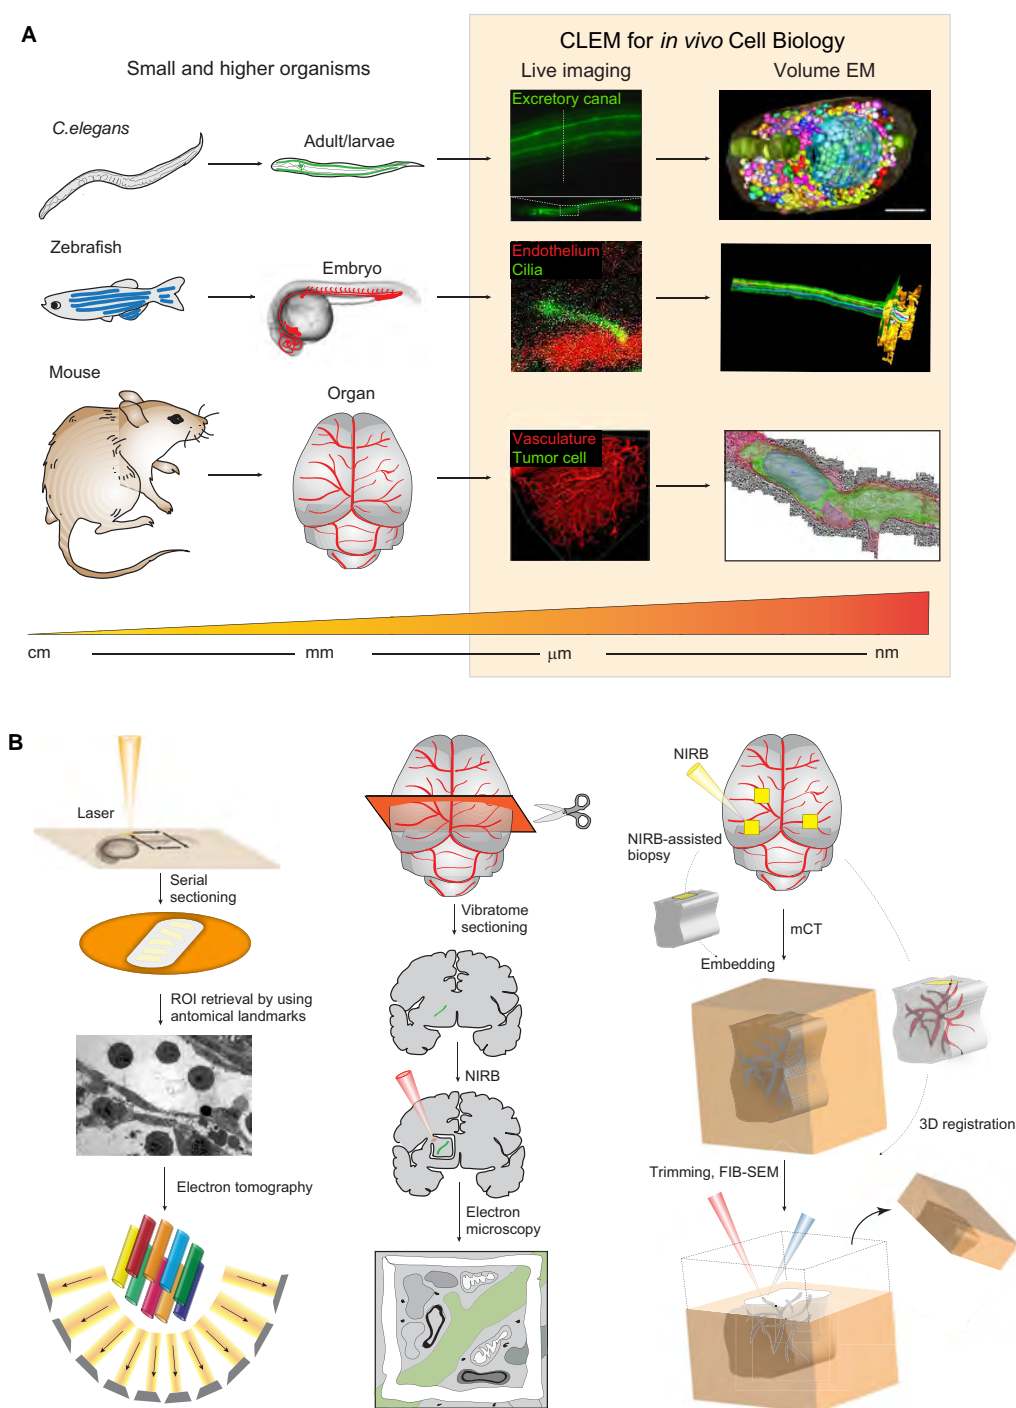 A
CLEM for in vivo Cell Biology
Small and higher organisms
Live imaging
Volume EM
C.elegans
Adult/larvae
Excretory canal
Zebrafish
Embryo
Endothelium
Cilia
Mouse
Organ
Vasculature
Tumor cell
cm
mm
μm
nm
B
Laser
Serial
sectioning
ROI retrieval by using
antomical landmarks
Electron tomography
Vibratome
sectioning
NIRB
Electron
microscopy
NIRB
NIRB-assisted
biopsy
mCT
Embedding
3D registration
Trimming, FIB-SEM